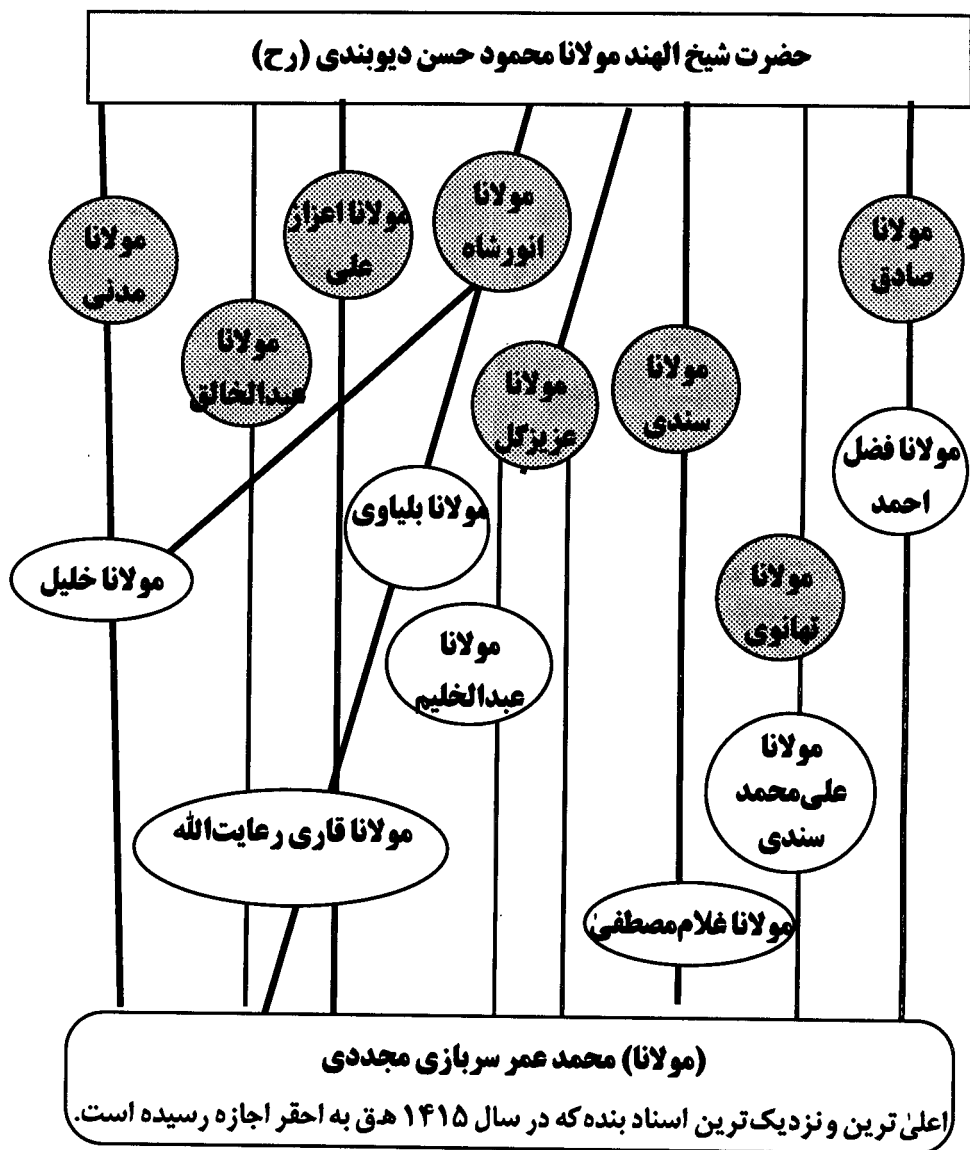 حضرت شیخ الهند مولانا محمود حسن دیوبندی (رح)
مولانا
صادق
مولانا
انورشاه
مولانا اعزاز
علی
مولانا
مدنی
مولانا
عبدالخالق
مولانا
سندی
مولانا
عزیزگل
مولانا فضل
احمد
مولانا بلیاوی
مولانا خلیل
مولانا
تهانوی
مولانا
عبدالخلیم
مولانا
علی‌محمد
سندی
مولانا قاری رعایت‌الله
مولانا غلام‌مصطفیٰ
(مولانا) محمد عمر سربازی مجددی
اعلیٰ ترین و نزدیک‌ترین اسناد بنده که در سال ۱۴۱۵ ه‍.ق به احقر اجازه رسیده است.